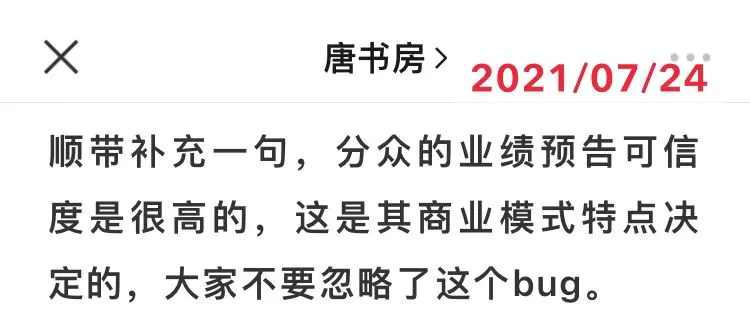 唐书房
2021/07/24
顺带补充一句，分众的业绩预告可信
度是很高的，这是其商业模式特点决
定的，大家不要忽略了这个bug。